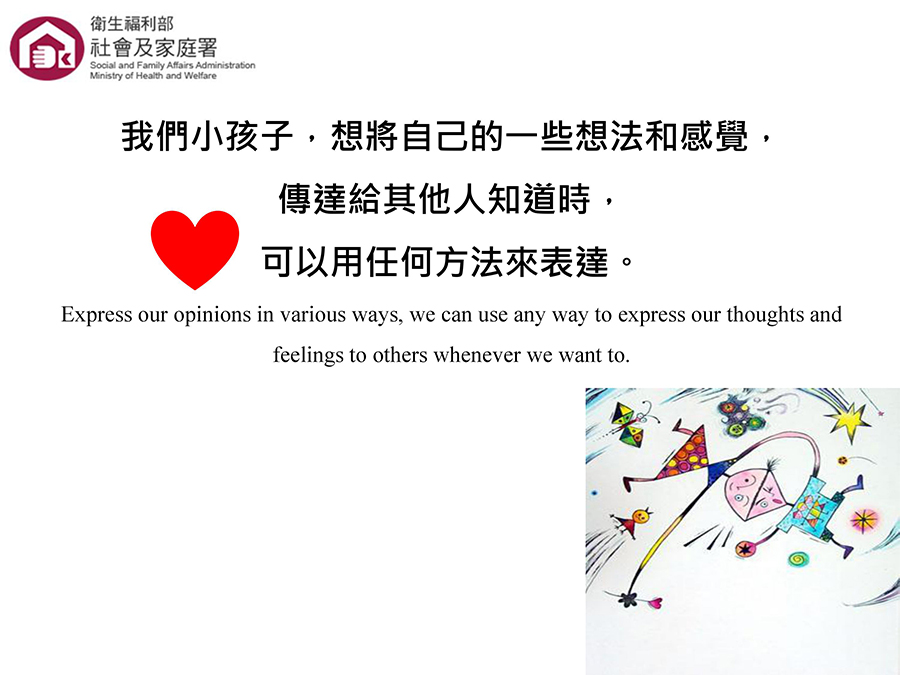 衛生福利部
社會及家庭署
Social and Family Affairs Administration
Ministry of Health and Welfare
我們小孩子，想將自己的一些想法和感覺，
傳達給其他人知道時，
可以用任何方法來表達。
Express our opinions in various ways, we can use any way to express our thoughts and
feelings to others whenever we want to.